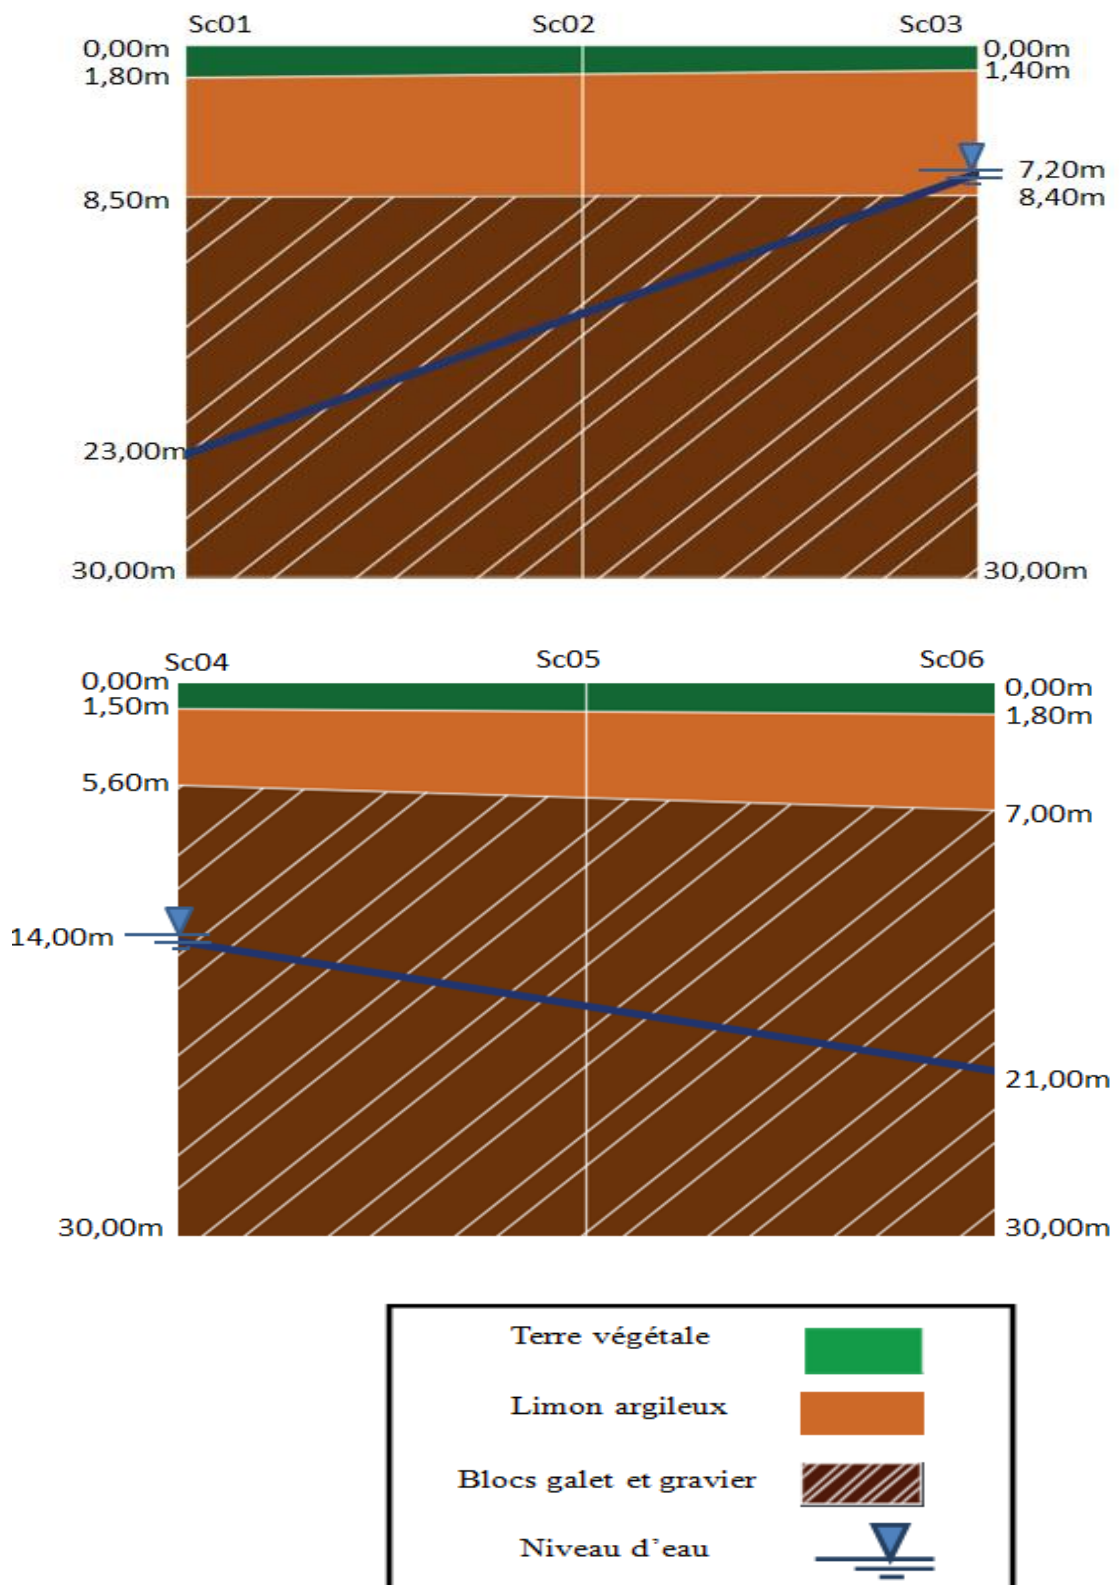 Sc01 Sc02 Sc03
0,00m 0,00m
1,80m 1,40m
7,20m
8,50m 8,40m
23,00m
30,00m 30,00m
Sc04 Sc05 Sc06
0,00m 0,00m
1,50m 1,80m
5,60m 7,00m
14,00m
21,00m
30,00m 30,00m
Terre végétale
Limon argileux
Blocs galet et gravier
Niveau d’eau